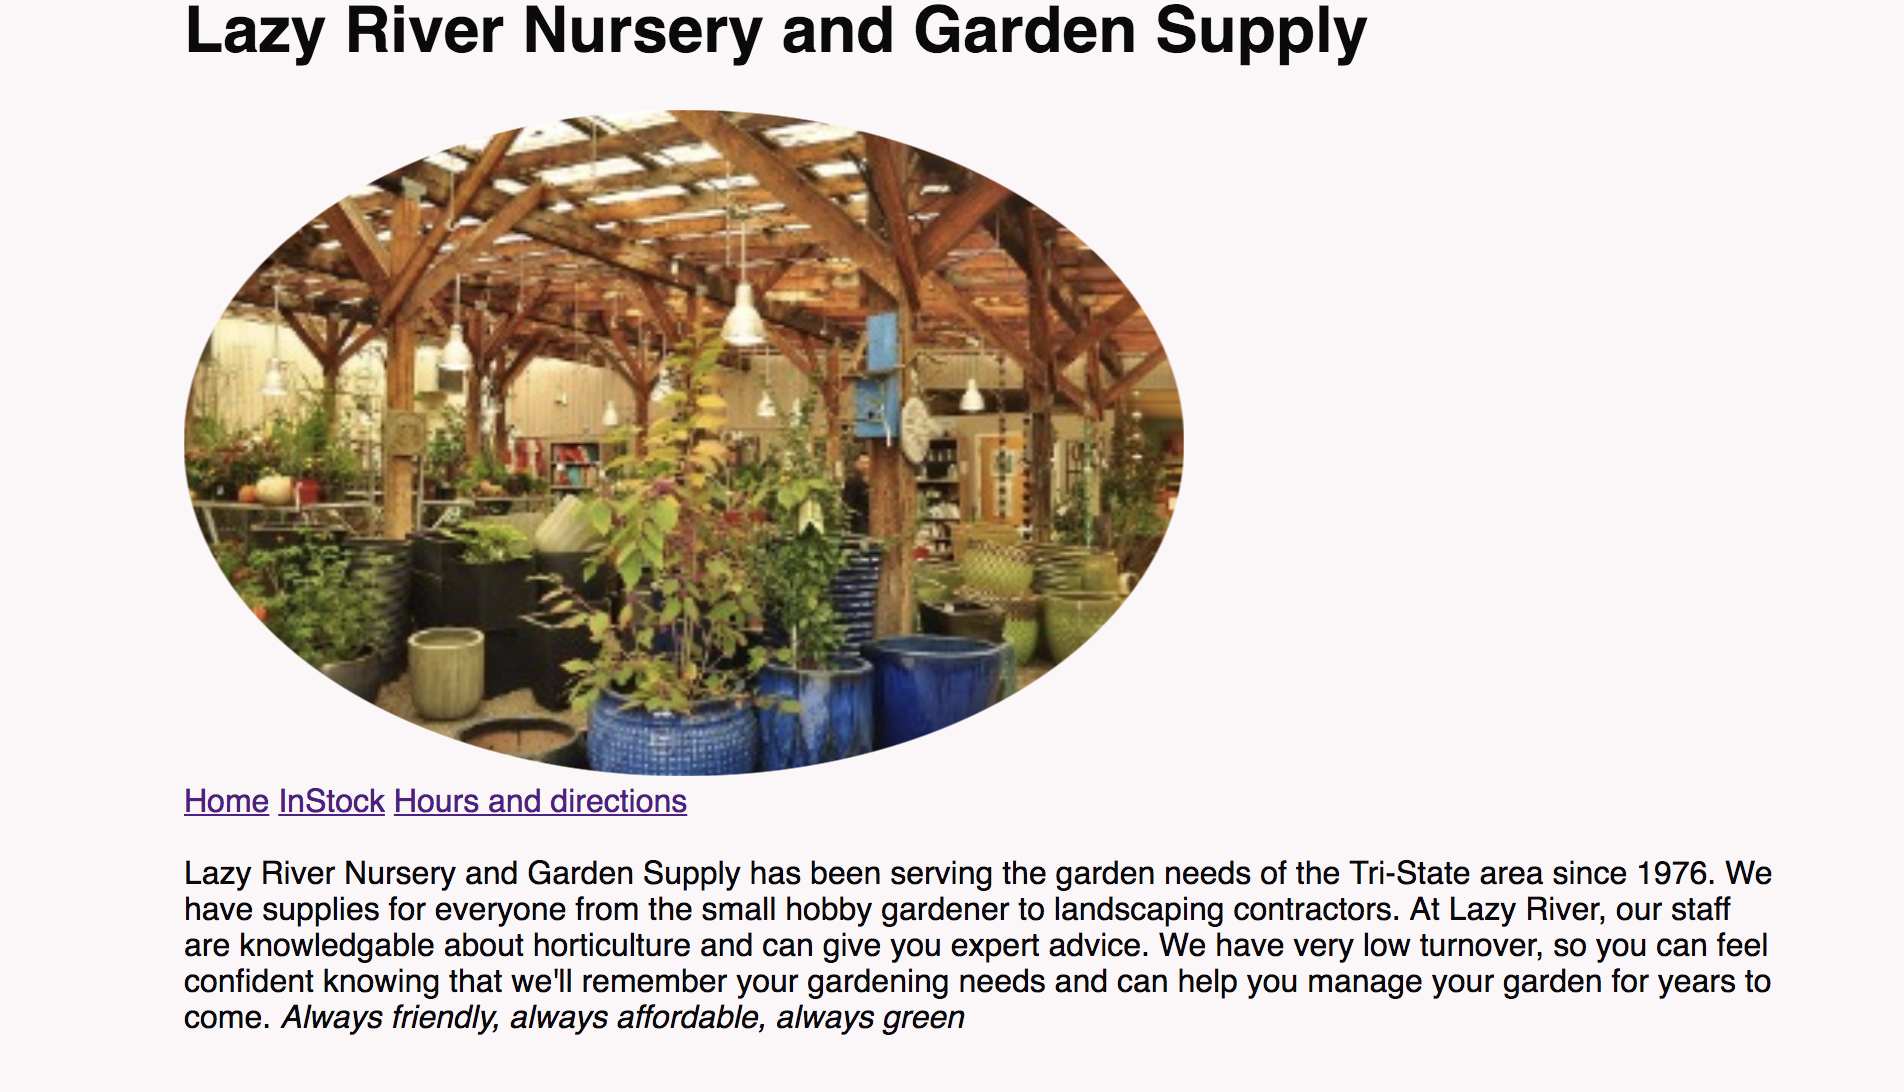 Lazy River Nursery and Garden Supply
Home InStock Hours and directions
Lazy River Nursery and Garden Supply has been serving the garden needs of the Tri-State area since 1976. We
have supplies for everyone from the small hobby gardener to landscaping contractors. At Lazy River, our staff
are knowledgable about horticulture and can give you expert advice. We have very low turnover, so you can feel
confident knowing that we'll remember your gardening needs and can help you manage your garden for years to
come. Always friendly, always affordable, always green